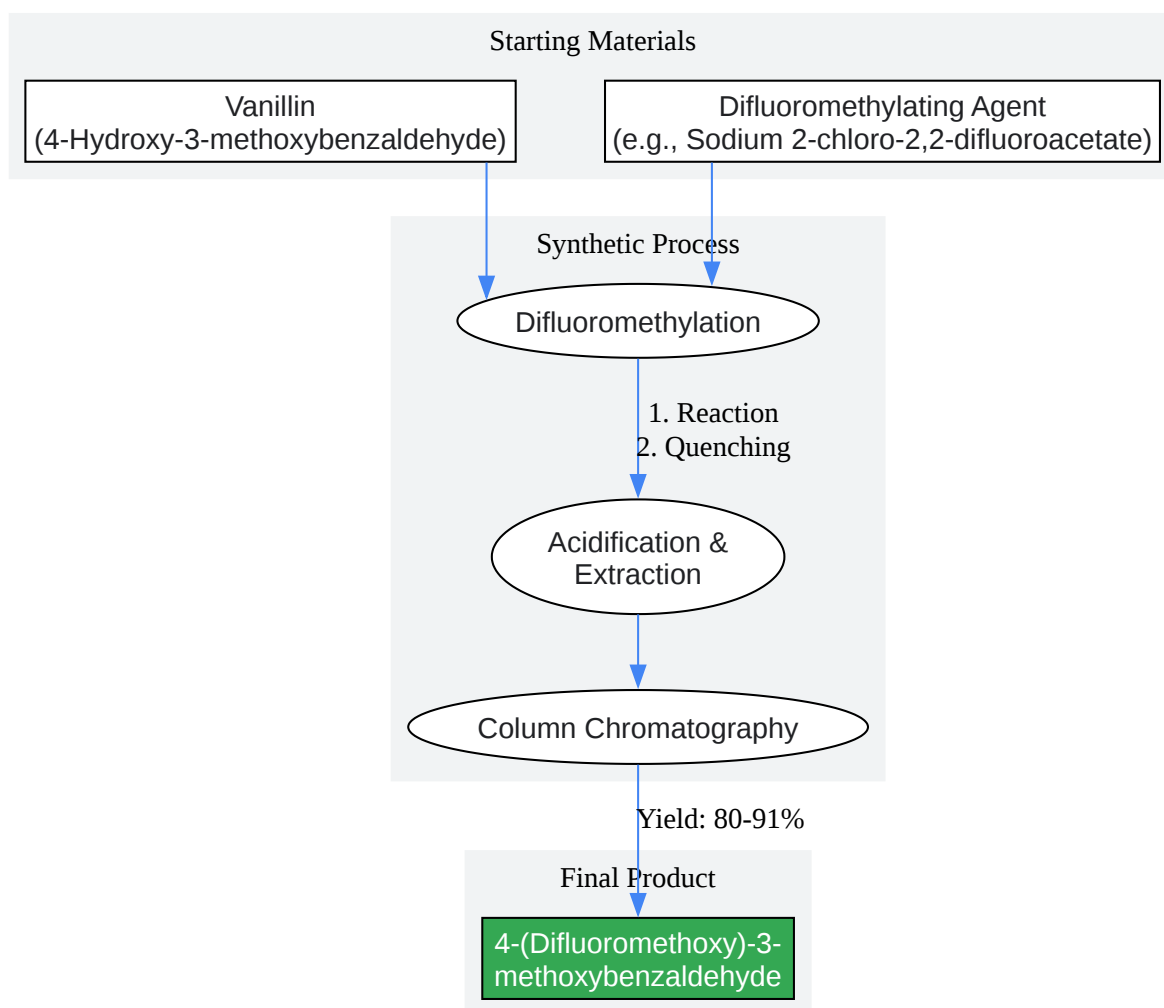 Starting Materials
Vanillin
(4-Hydroxy-3-methoxybenzaldehyde)
Difluoromethylating Agent
(e.g., Sodium 2-chloro-2,2-difluoroacetate)
Synthetic Process
Difluoromethylation
1. Reaction
2. Quenching
Acidification &
Extraction
Column Chromatography
Yield: 80-91%
Final Product
4-(Difluoromethoxy)-3-
methoxybenzaldehyde